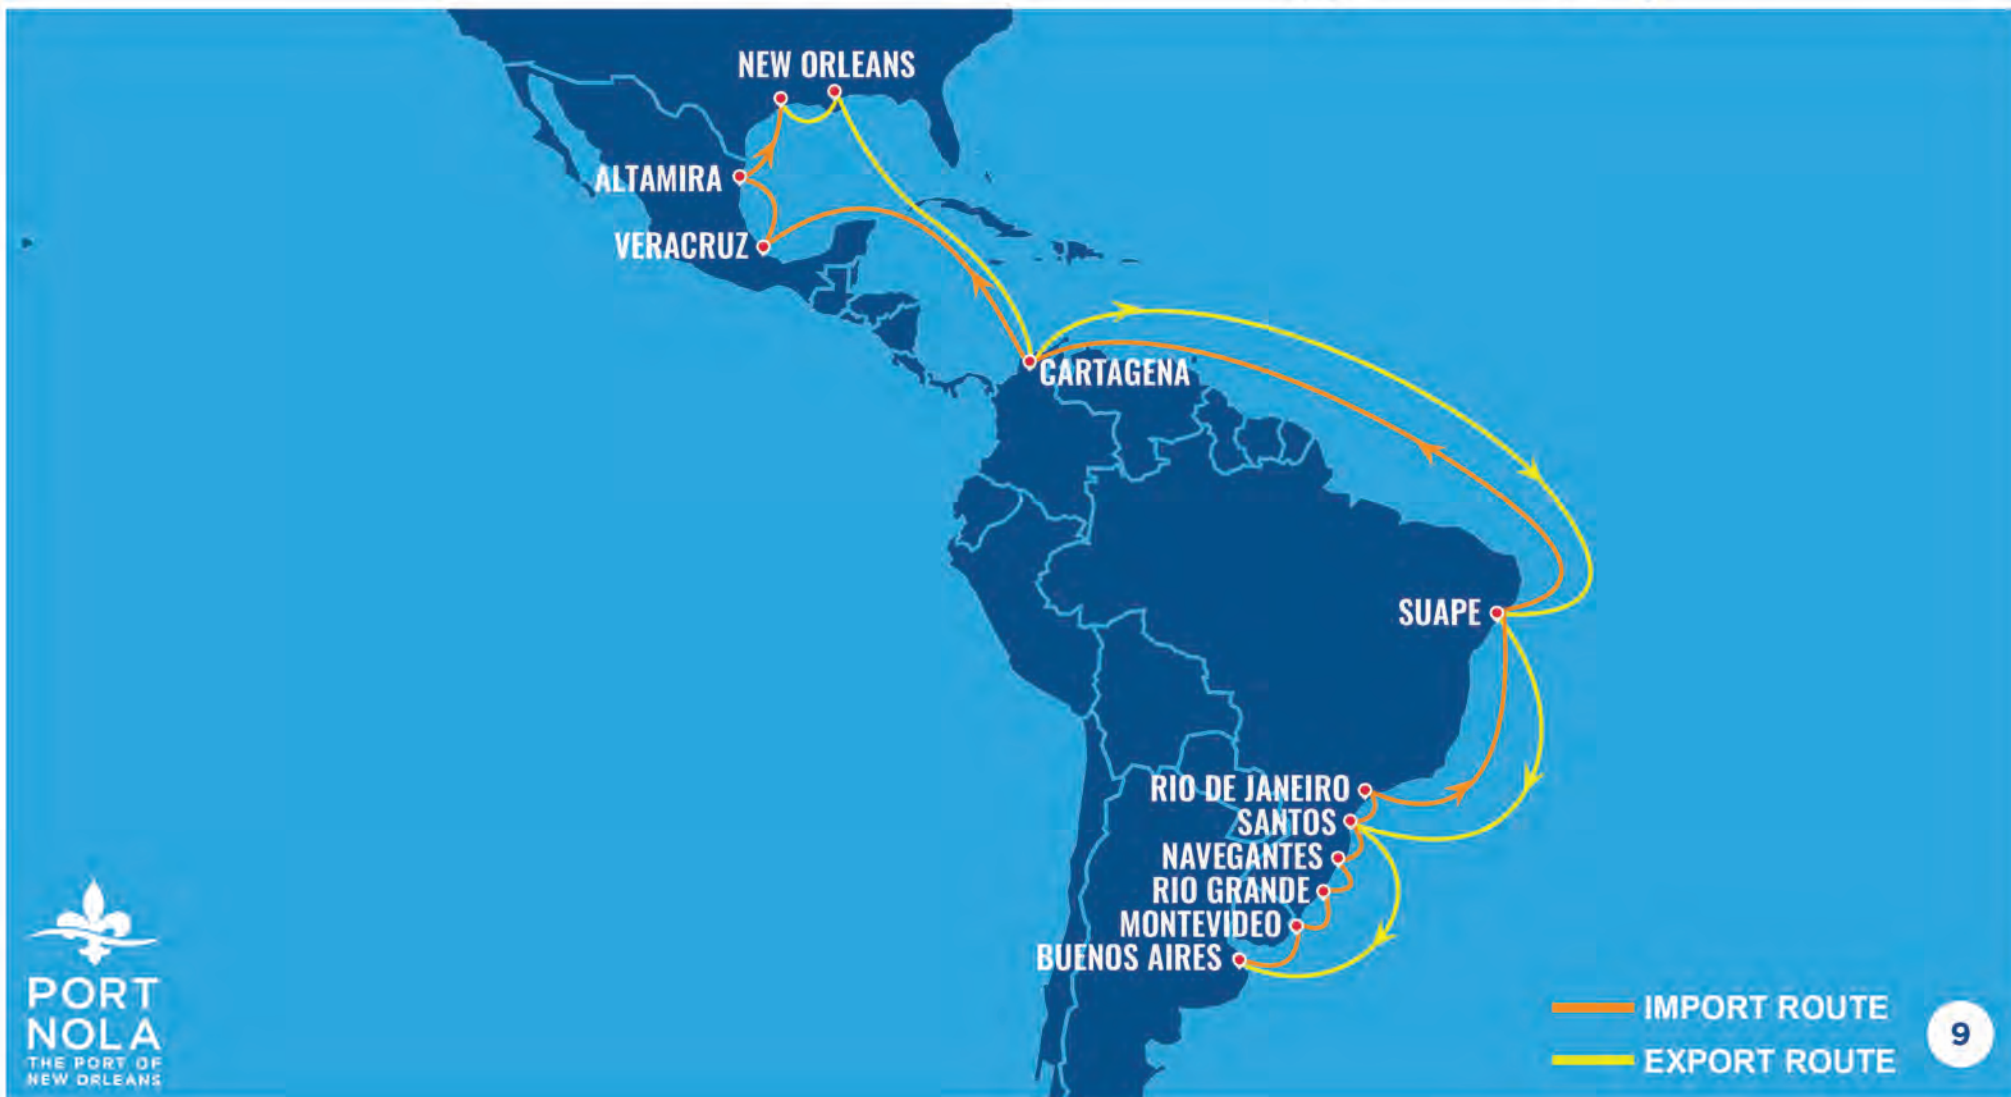 NEW ORLEANS
ALTAMIRA
VERACRUZ
CARTAGENA
SUAPE
RIO DE JANEIRO
SANTOS
NAVEGANTES
RIO GRANDE
MONTEVIDEO
BUENOS AIRES
PORT
NOLA
THE PORT OF
NEW ORLEANS
IMPORT ROUTE
EXPORT ROUTE
9